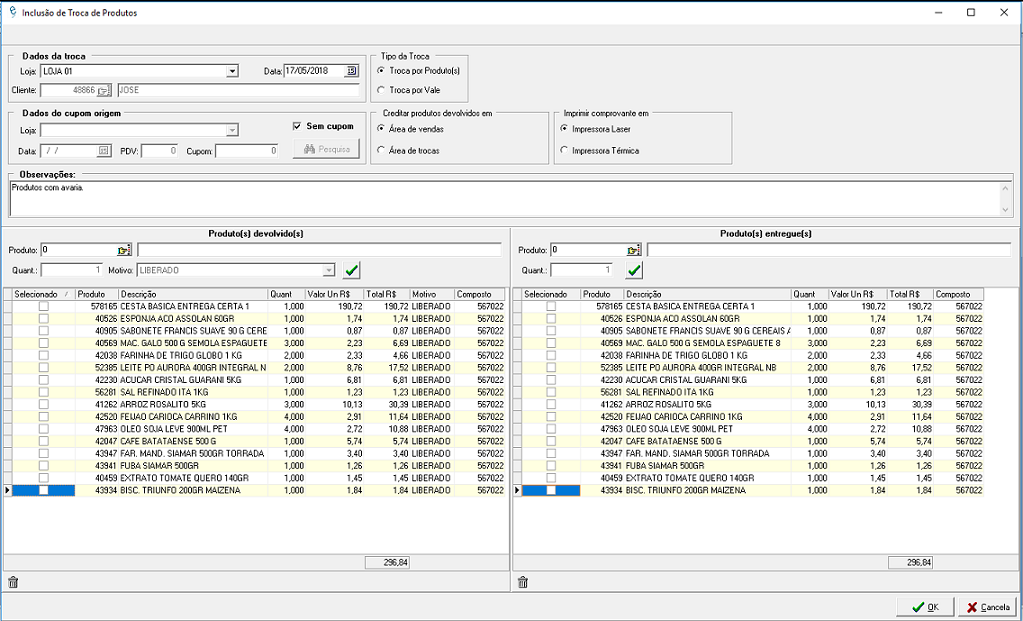 Inclusão de Troca de Produtos
Dados da troca
Loja: LOJA 01 Data: 17/05/2018
Cliente: 48866 JOSE
Tipo da Troca
Troca por Produto(s)
Troca por Vale
Dados do cupom origem
Loja:
Sem cupom
Data: / / PDV: 0 Cupom: 0 Pesquisa
Creditar produtos devolvidos em
Área de vendas
Área de trocas
Imprimir comprovante em
Impressora Laser
Impressora Térmica
Observações:
Produtos com avaria.
Produto(s) devolvido(s)
Produto: 0
Quant.: 1 Motivo: LIBERADO
Selecionado / Produto Descrição Quant Valor Un R$ Total R$ Motivo Composto
578165 CESTA BASICA ENTREGA CERTA 1 1,000 190,72 190,72 LIBERADO 567022
40526 ESPONJA ACO ASSOLAN 60GR 1,000 1,74 1,74 LIBERADO 567022
40905 SABONETE FRANCIS SUAVE 90 G CERE 1,000 0,87 0,87 LIBERADO 567022
40569 MAC. GALO 500 G SEMOLA ESPAGUETE 3,000 2,23 6,69 LIBERADO 567022
42038 FARINHA DE TRIGO GLOBO 1 KG 2,000 2,33 4,66 LIBERADO 567022
52385 LEITE PO AURORA 400GR INTEGRAL N 2,000 8,76 17,52 LIBERADO 567022
42230 ACUCAR CRISTAL GUARANI 5KG 1,000 6,81 6,81 LIBERADO 567022
56281 SAL REFINADO ITA 1KG 1,000 1,23 1,23 LIBERADO 567022
41262 ARROZ ROSALITO 5KG 3,000 10,13 30,39 LIBERADO 567022
42520 FEIJAO CARIOCA CARRINO 1KG 4,000 2,91 11,64 LIBERADO 567022
47963 OLEO SOJA LEVE 900ML PET 4,000 2,72 10,88 LIBERADO 567022
42047 CAFE BATATAENSE 500 G 1,000 5,74 5,74 LIBERADO 567022
43947 FAR. MAND. SIAMAR 500GR TORRADA 1,000 3,40 3,40 LIBERADO 567022
43941 FUBA SIAMAR 500GR 1,000 1,26 1,26 LIBERADO 567022
40459 EXTRATO TOMATE QUERO 140GR 1,000 1,45 1,45 LIBERADO 567022
43934 BISC. TRIUNFO 200GR MAIZENA 1,000 1,84 1,84 LIBERADO 567022
296,84
Produto(s) entregue(s)
Produto: 0
Quant.: 1
Selecionado Produto Descrição Quant Valor Un R$ Total R$ Composto
578165 CESTA BASICA ENTREGA CERTA 1 1,000 190,72 190,72 567022
40526 ESPONJA ACO ASSOLAN 60GR 1,000 1,74 1,74 567022
40905 SABONETE FRANCIS SUAVE 90 G CEREAIS A 1,000 0,87 0,87 567022
40569 MAC. GALO 500 G SEMOLA ESPAGUETE 8 3,000 2,23 6,69 567022
42038 FARINHA DE TRIGO GLOBO 1 KG 2,000 2,33 4,66 567022
52385 LEITE PO AURORA 400GR INTEGRAL NB 2,000 8,76 17,52 567022
42230 ACUCAR CRISTAL GUARANI 5KG 1,000 6,81 6,81 567022
56281 SAL REFINADO ITA 1KG 1,000 1,23 1,23 567022
41262 ARROZ ROSALITO 5KG 3,000 10,13 30,39 567022
42520 FEIJAO CARIOCA CARRINO 1KG 4,000 2,91 11,64 567022
47963 OLEO SOJA LEVE 900ML PET 4,000 2,72 10,88 567022
42047 CAFE BATATAENSE 500 G 1,000 5,74 5,74 567022
43947 FAR. MAND. SIAMAR 500GR TORRADA 1,000 3,40 3,40 567022
43941 FUBA SIAMAR 500GR 1,000 1,26 1,26 567022
40459 EXTRATO TOMATE QUERO 140GR 1,000 1,45 1,45 567022
43934 BISC. TRIUNFO 200GR MAIZENA 1,000 1,84 1,84 567022
296,84
OK Cancela